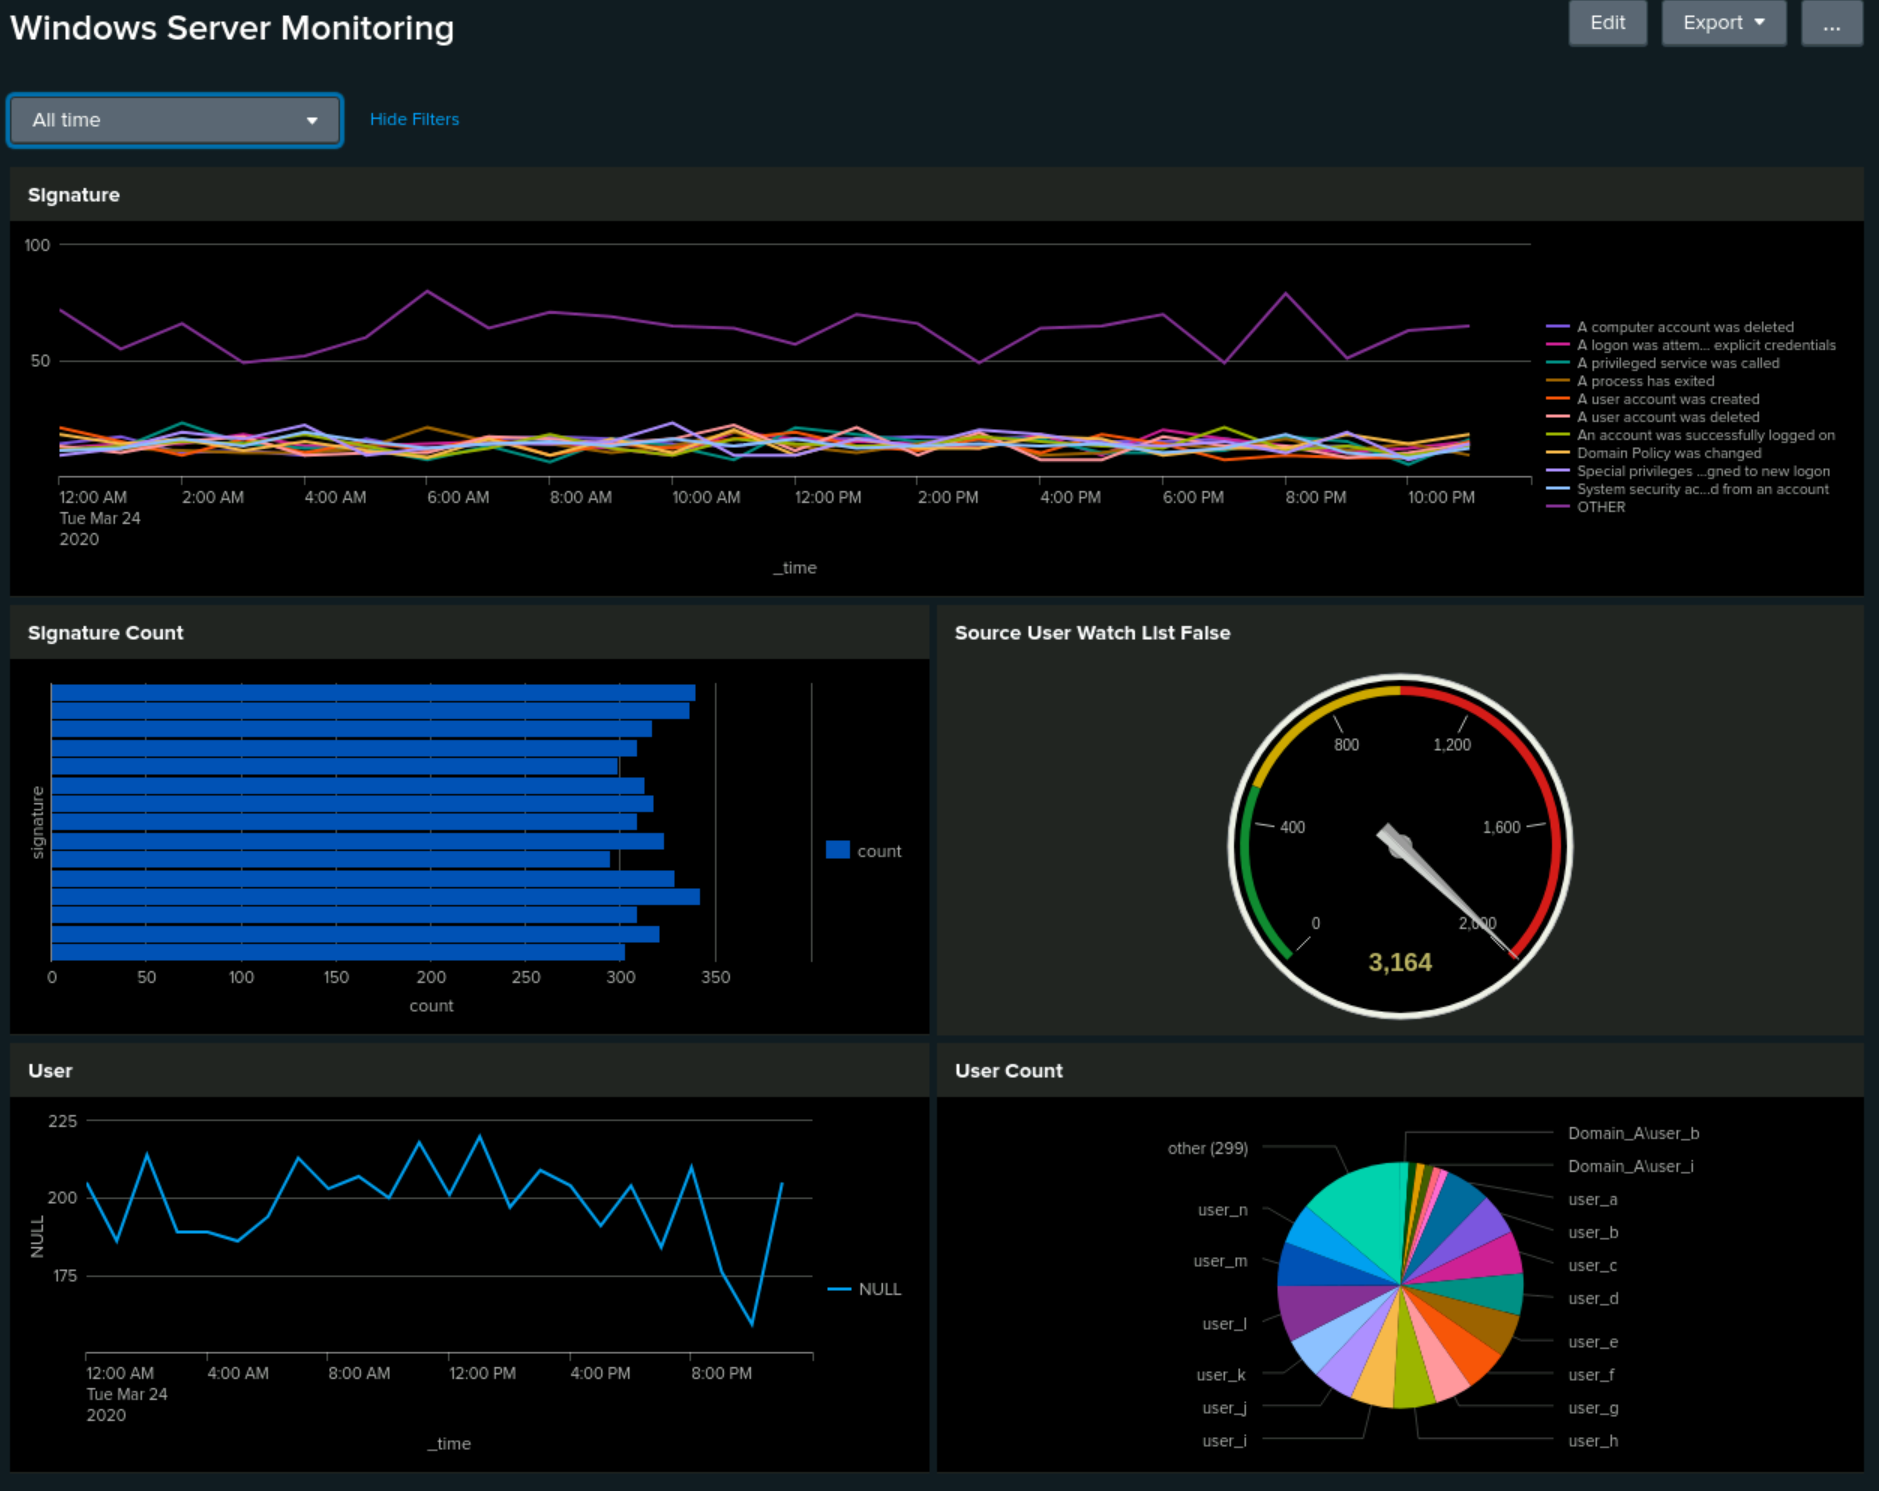 Windows Server Monitoring
Edit
Export
...
All time
Hide Filters
Signature
100
50
12:00 AM
Tue Mar 24
2020
2:00 AM
4:00 AM
6:00 AM
8:00 AM
10:00 AM
12:00 PM
2:00 PM
4:00 PM
6:00 PM
8:00 PM
10:00 PM
_time
A computer account was deleted
A logon was attem... explicit credentials
A privileged service was called
A process has exited
A user account was created
A user account was deleted
An account was successfully logged on
Domain Policy was changed
Special privileges ...gned to new logon
System security ac...d from an account
OTHER
Signature Count
signature
0
50
100
150
200
250
300
350
count
count
Source User Watch List False
0
400
800
1,200
1,600
2,000
3,164
User
225
200
175
NULL
12:00 AM
Tue Mar 24
2020
4:00 AM
8:00 AM
12:00 PM
4:00 PM
8:00 PM
_time
NULL
User Count
Domain_A\user_b
Domain_A\user_i
user_a
user_b
user_c
user_d
user_e
user_f
user_g
user_h
user_i
user_j
user_k
user_l
user_m
user_n
other (299)